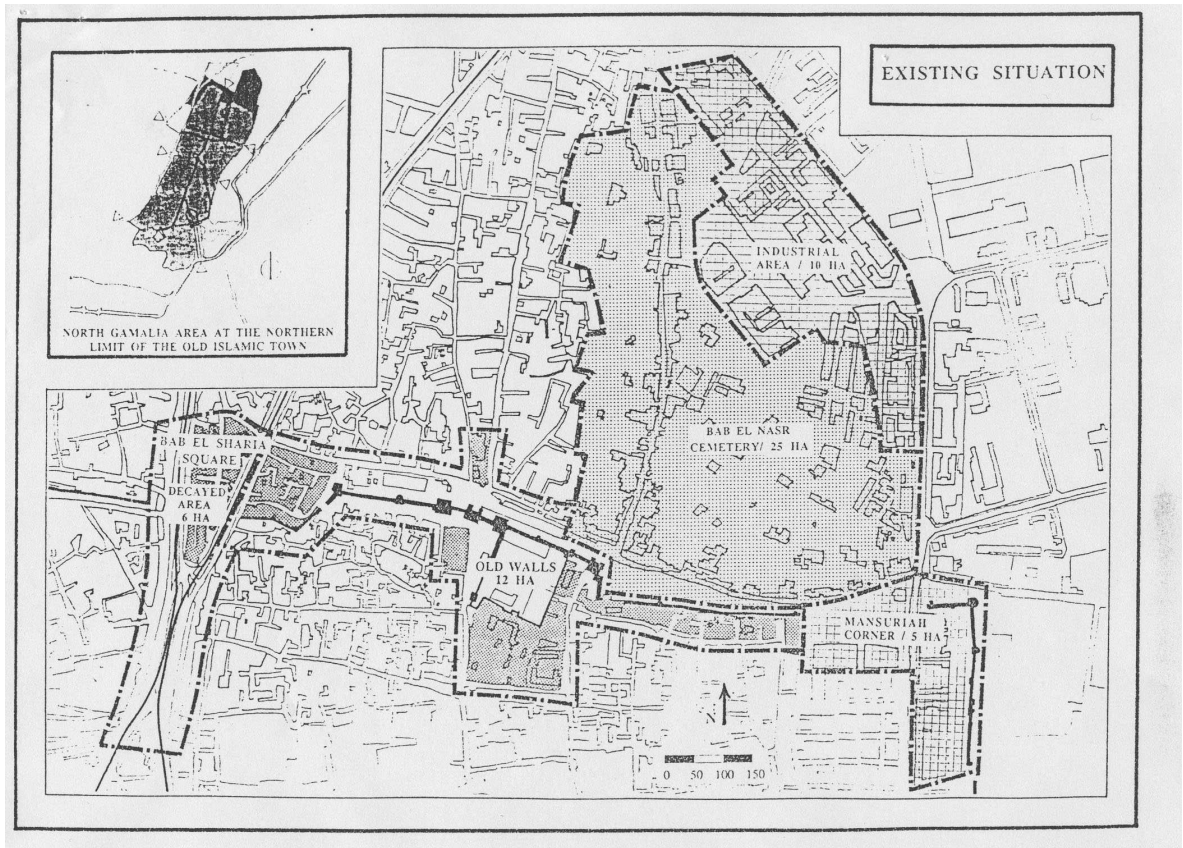 EXISTING SITUATION
NORTH GAMALIA AREA AT THE NORTHERN
LIMIT OF THE OLD ISLAMIC TOWN
INDUSTRIAL
AREA / 10 HA
BAB EL NASR
CEMETERY/ 25 HA
BAB EL SHARIA
SQUARE
DECAYED
AREA
6 HA
OLD WALLS
12 HA
MANSURIAH
CORNER / 5 HA
N
0 50 100 150